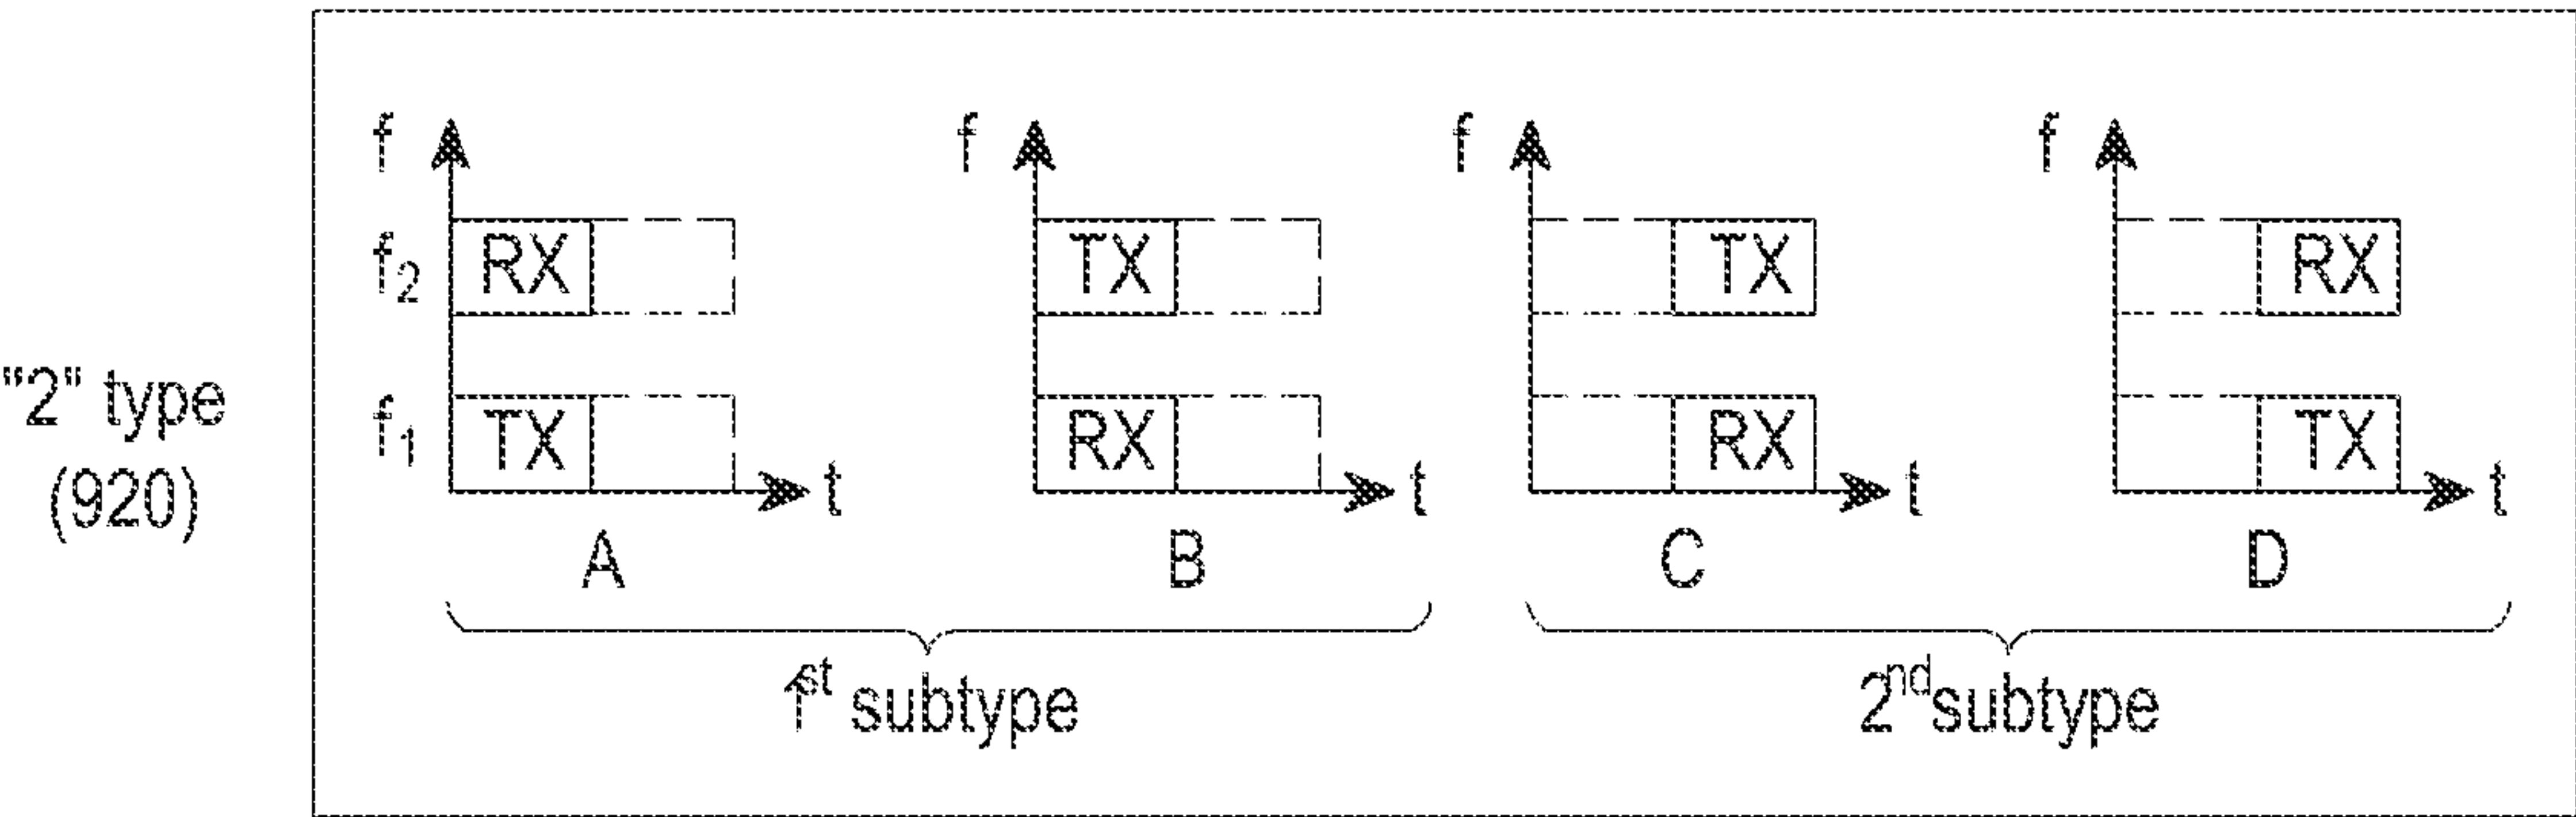 "2" type
(920)
f f f f
f2 RX TX TX RX
f1 TX RX RX TX
t t t t
A B C D
1st subtype 2nd subtype